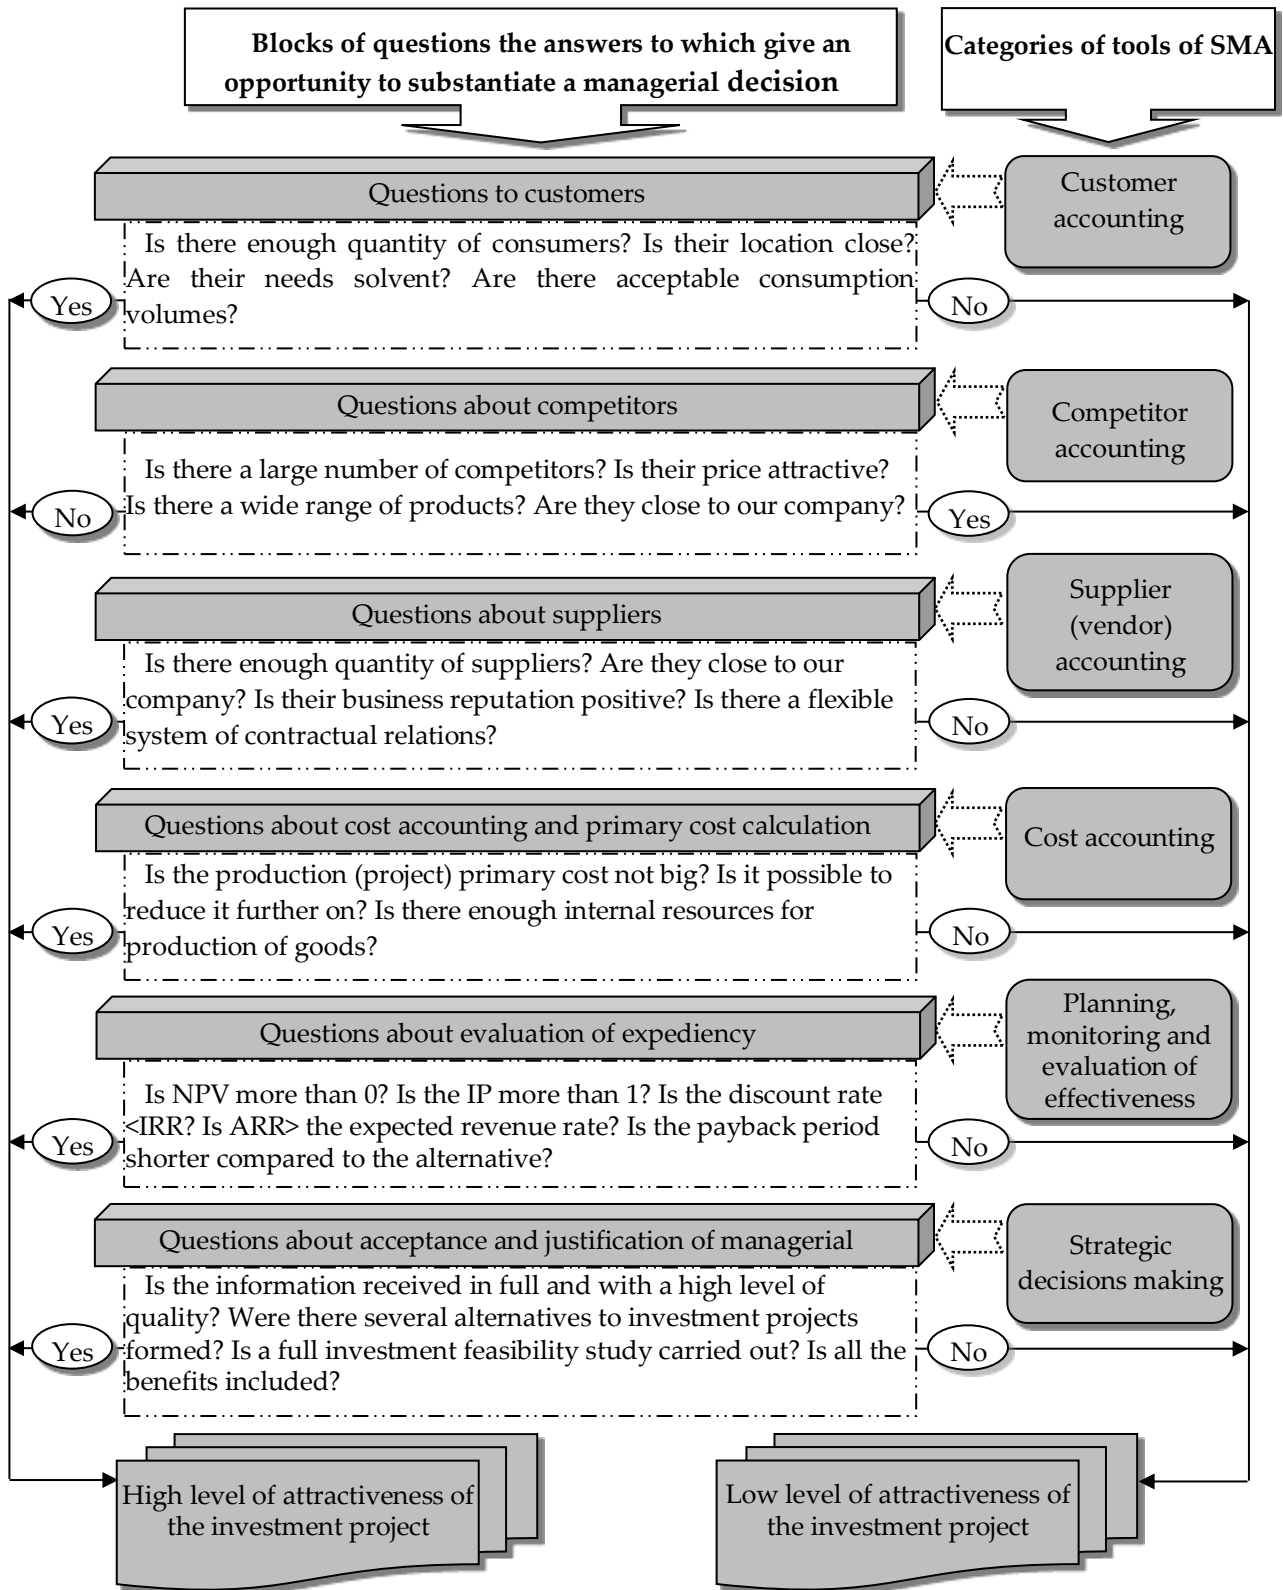 Blocks of questions the answers to which give an
opportunity to substantiate a managerial decision
Categories of tools of SMA
Questions to customers
Customer
accounting
Is there enough quantity of consumers? Is their location close?
Are their needs solvent? Are there acceptable consumption
volumes?
Yes
No
Questions about competitors
Competitor
accounting
Is there a large number of competitors? Is their price attractive?
Is there a wide range of products? Are they close to our company?
No
Yes
Questions about suppliers
Supplier
(vendor)
accounting
Is there enough quantity of suppliers? Are they close to our
company? Is their business reputation positive? Is there a flexible
system of contractual relations?
Yes
No
Questions about cost accounting and primary cost calculation
Cost accounting
Is the production (project) primary cost not big? Is it possible to
reduce it further on? Is there enough internal resources for
production of goods?
Yes
No
Questions about evaluation of expediency
Planning,
monitoring and
evaluation of
effectiveness
Is NPV more than 0? Is the IP more than 1? Is the discount rate
<IRR? Is ARR> the expected revenue rate? Is the payback period
shorter compared to the alternative?
Yes
No
Questions about acceptance and justification of managerial
Strategic
decisions making
Is the information received in full and with a high level of
quality? Were there several alternatives to investment projects
formed? Is a full investment feasibility study carried out? Is all the
benefits included?
Yes
No
High level of attractiveness of
the investment project
Low level of attractiveness of
the investment project